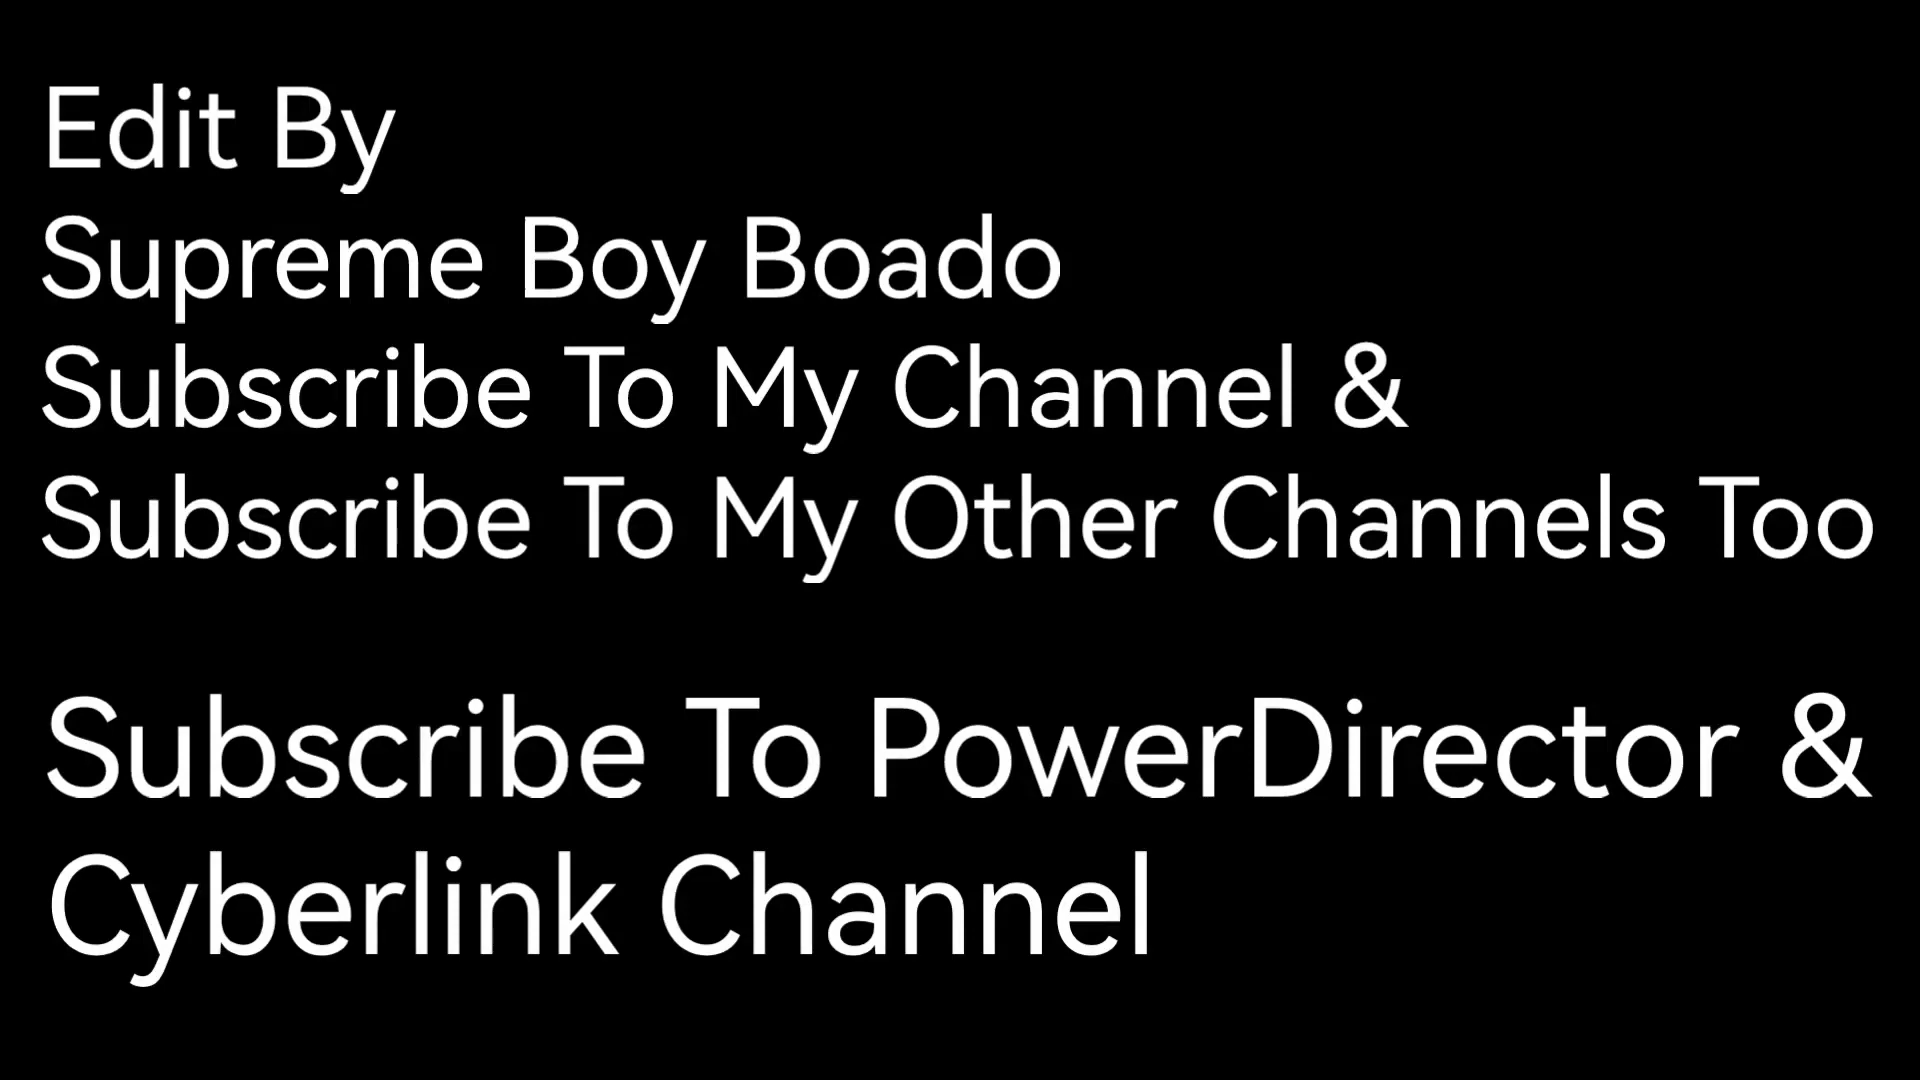 Edit By
Supreme Boy Boado
Subscribe To My Channel &
Subscribe To My Other Channels Too
Subscribe To PowerDirector &
Cyberlink Channel